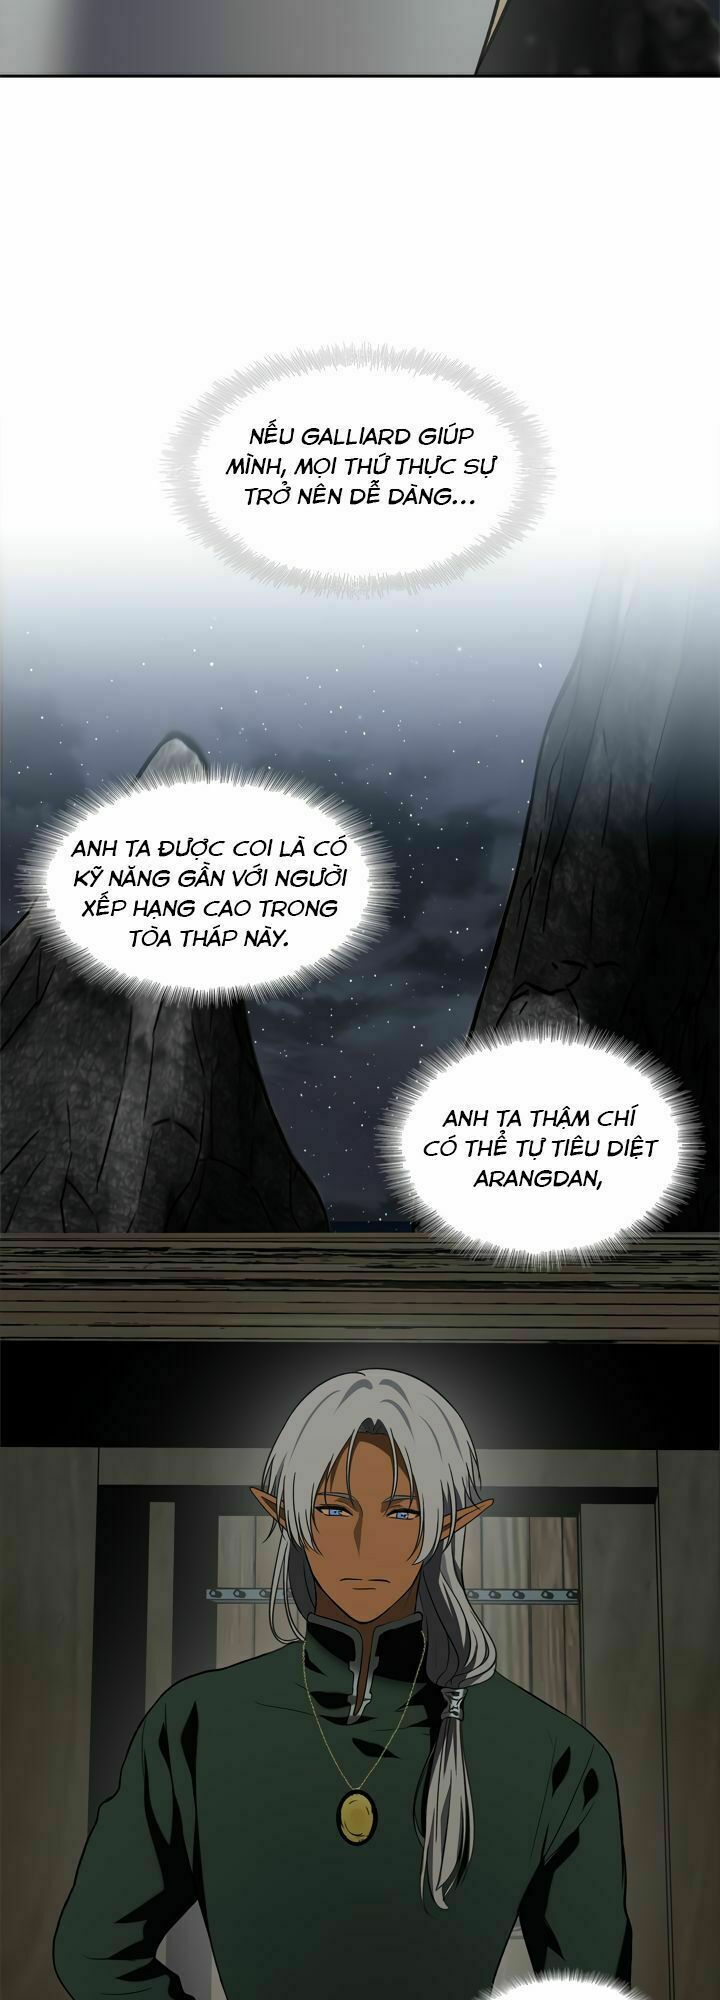 NẾU GALLIARD GIÚP
MÌNH, MỌI THỨ THỰC SỰ
TRỞ NÊN DỄ DÀNG...
ANH TA ĐƯỢC COI LÀ CÓ
KỸ NĂNG GẦN VỚI NGƯỜI
XẾP HẠNG CAO TRONG
TÒA THÁP NÀY.
ANH TA THẬM CHÍ
CÓ THỂ TỰ TIÊU DIỆT
ARANGDAN,